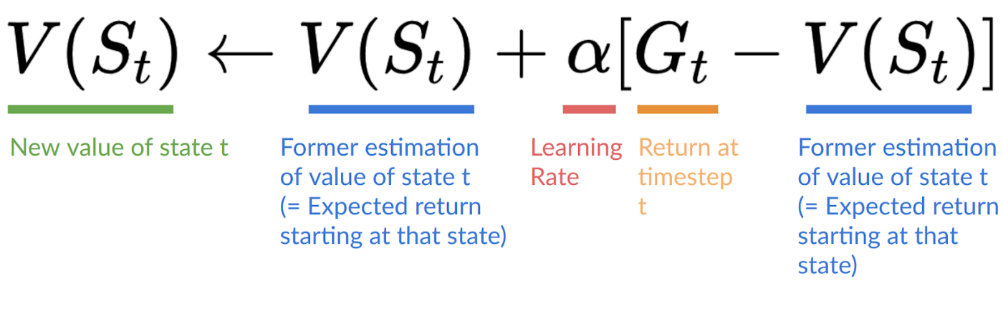 V(S_t) ← V(S_t) + α[G_t − V(S_t)]
New value of state t
Former estimation
of value of state t
(= Expected return
starting at that state)
Learning
Rate
Return at
timestep
t
Former estimation
of value of state t
(= Expected return
starting at that
state)